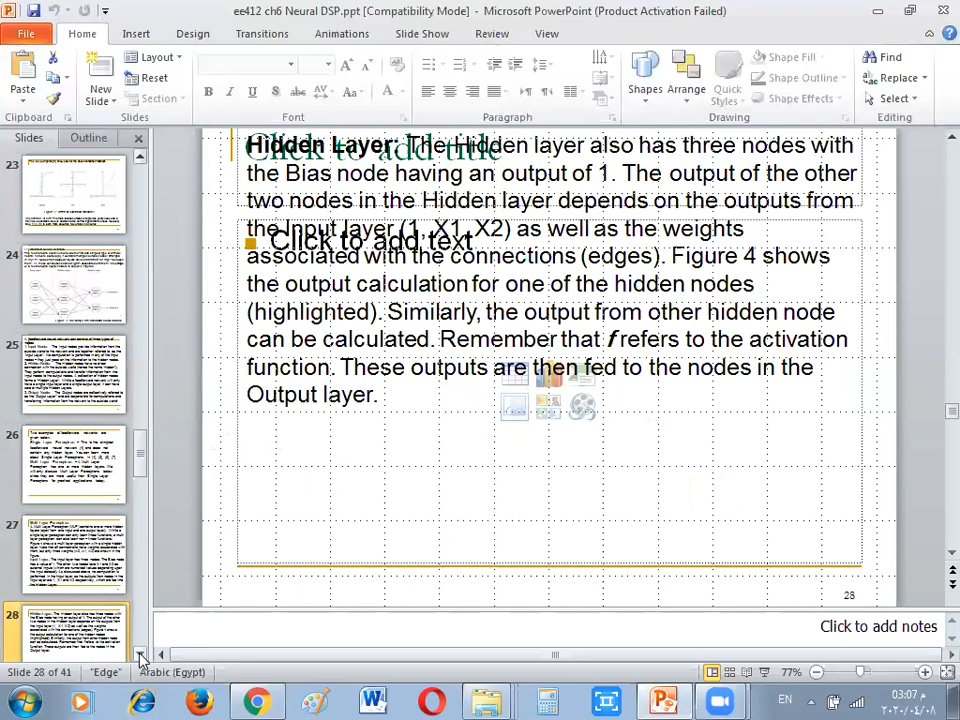 ee412 ch6 Neural DSP.ppt [Compatibility Mode] - Microsoft PowerPoint (Product Activation Failed)
File Home Insert Design Transitions Animations Slide Show Review View
Paste
New Slide
Layout
Reset
Section
Shapes Arrange Quick Styles
Shape Fill
Shape Outline
Shape Effects
Find
Replace
Select
Clipboard Slides Font Paragraph Drawing Editing
Slides Outline
Click to add title
Hidden Layer: The Hidden layer also has three nodes with
the Bias node having an output of 1. The output of the other
two nodes in the Hidden layer depends on the outputs from
the Input layer (1, X1, X2) as well as the weights
Click to add text
associated with the connections (edges). Figure 4 shows
the output calculation for one of the hidden nodes
(highlighted). Similarly, the output from other hidden node
can be calculated. Remember that f refers to the activation
function. These outputs are then fed to the nodes in the
Output layer.
28
23
24
25
26
27
28
Click to add notes
Slide 28 of 41 "Edge" Arabic (Egypt) 77%
EN
03:07 م
٢٠٢٠/٠٤/٠٨